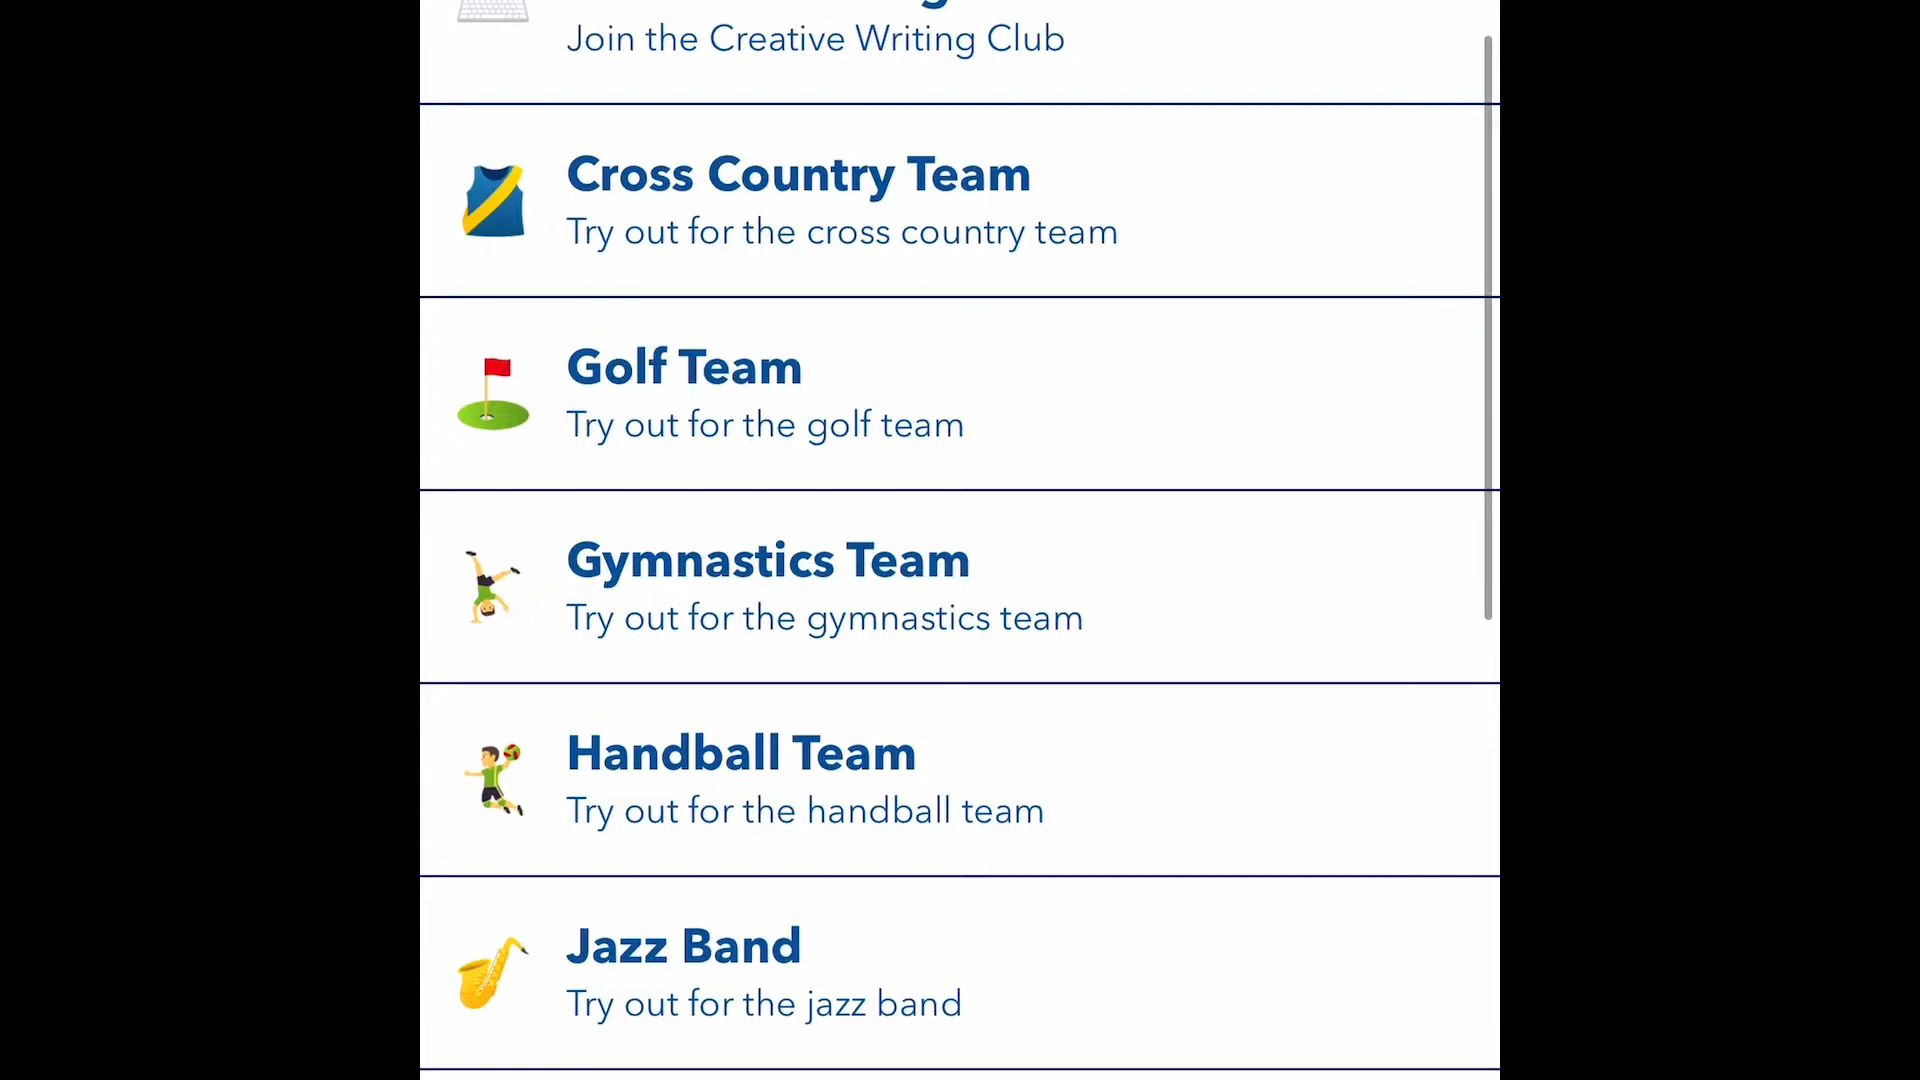 Join the Creative Writing Club
Cross Country Team
Try out for the cross country team
Golf Team
Try out for the golf team
Gymnastics Team
Try out for the gymnastics team
Handball Team
Try out for the handball team
Jazz Band
Try out for the jazz band